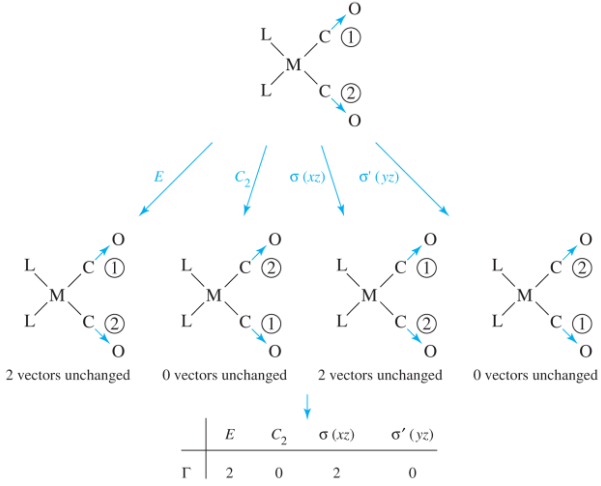 O
L C ①
M
L C ②
O
E C₂ σ (xz) σ′ (yz)
O O O O
L C ① L C ② L C ① L C ②
M M M M
L C ② L C ① L C ② L C ①
O O O O
2 vectors unchanged 0 vectors unchanged 2 vectors unchanged 0 vectors unchanged
E C₂ σ (xz) σ′ (yz)
Γ 2 0 2 0